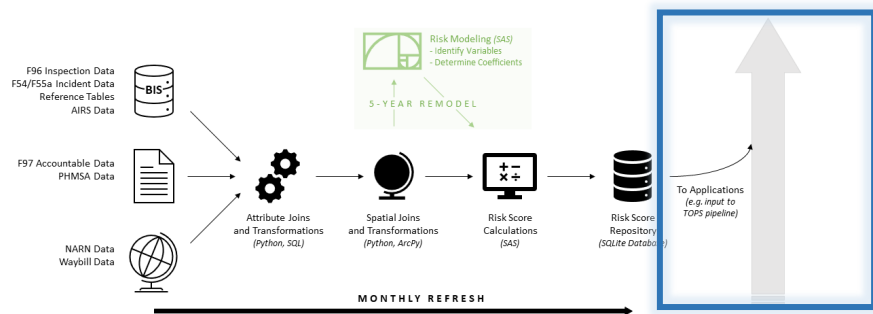 Risk Modeling (SAS)
- Identify Variables
- Determine Coefficients
5-YEAR REMODEL
F96 Inspection Data
F54/F55a Incident Data
Reference Tables
AIRS Data
BIS
F97 Accountable Data
PHMSA Data
NARN Data
Waybill Data
Attribute Joins
and Transformations
(Python, SQL)
Spatial Joins
and Transformations
(Python, ArcPy)
Risk Score
Calculations
(SAS)
Risk Score
Repository
(SQLite Database)
To Applications
(e.g. input to
TOPS pipeline)
MONTHLY REFRESH